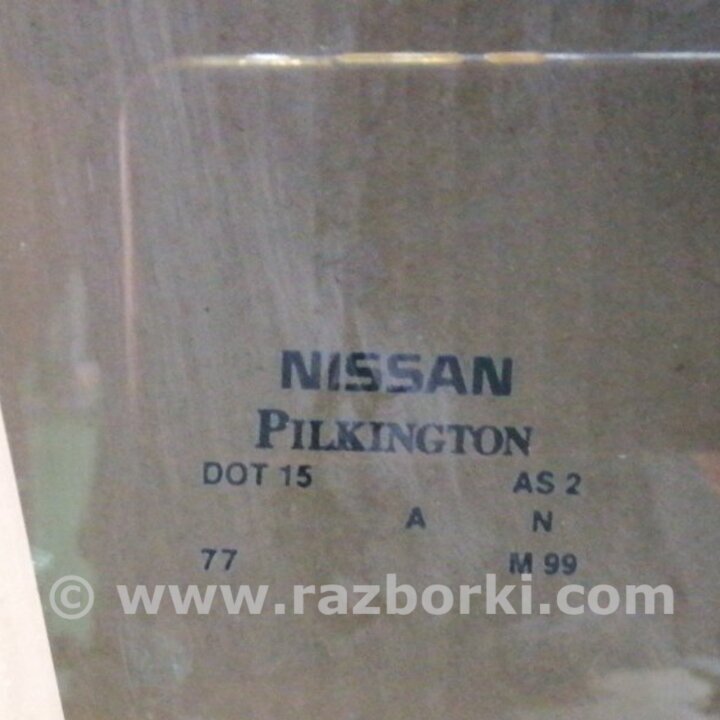 NISSAN
PILKINGTON
DOT 15 AS 2
A N
77 M 99
© www.razborki.com